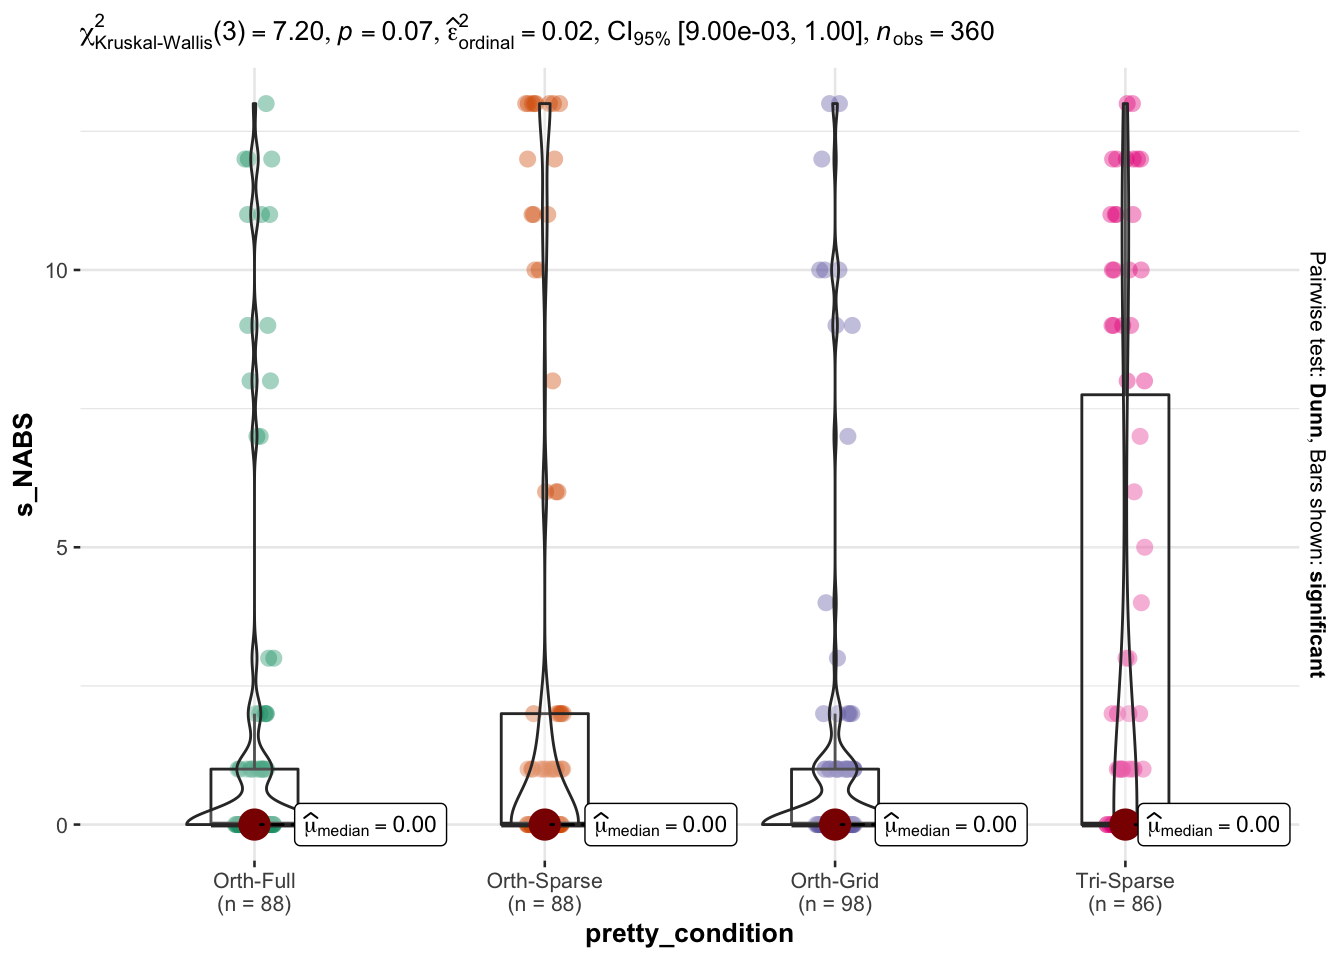 χ²Kruskal-Wallis(3) = 7.20, p = 0.07, ε̂²ordinal = 0.02, CI95% [9.00e-03, 1.00], nobs = 360
s_NABS
10
5
0
μ̂median = 0.00
μ̂median = 0.00
μ̂median = 0.00
μ̂median = 0.00
Orth-Full
(n = 88)
Orth-Sparse
(n = 88)
Orth-Grid
(n = 98)
Tri-Sparse
(n = 86)
pretty_condition
Pairwise test: Dunn, Bars shown: significant